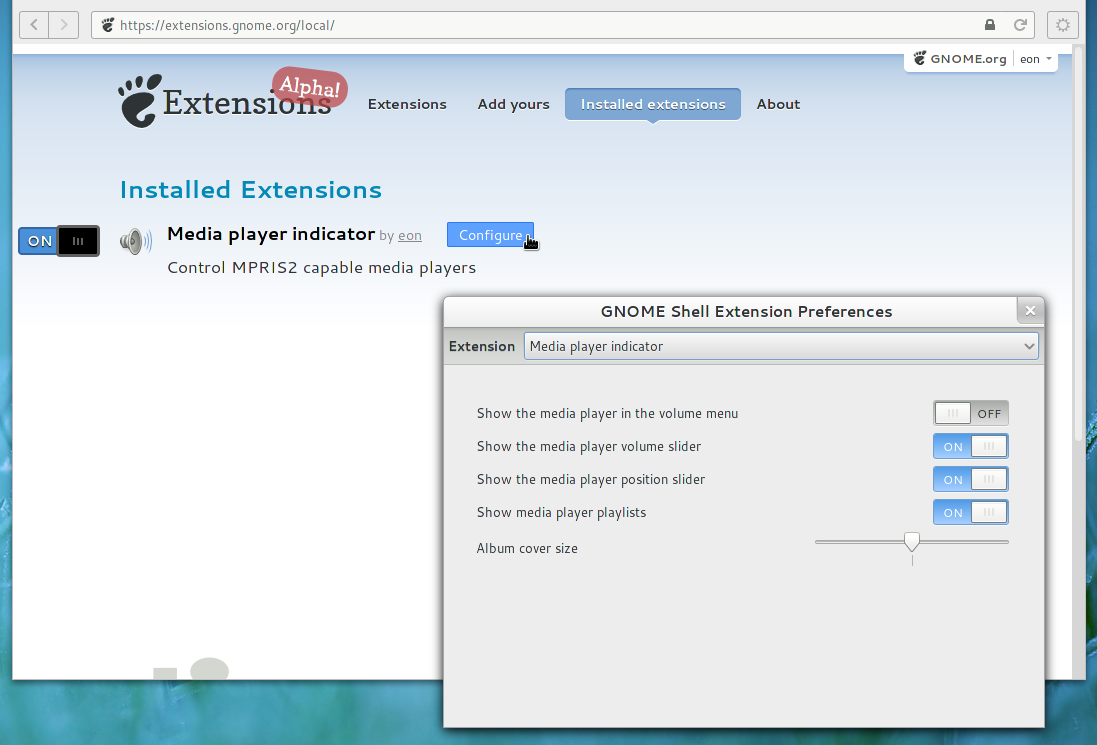 https://extensions.gnome.org/local/
GNOME.org eon
Extensions Alpha!
Extensions Add yours Installed extensions About
Installed Extensions
ON Media player indicator by eon Configure
Control MPRIS2 capable media players
GNOME Shell Extension Preferences
Extension Media player indicator
Show the media player in the volume menu OFF
Show the media player volume slider ON
Show the media player position slider ON
Show media player playlists ON
Album cover size